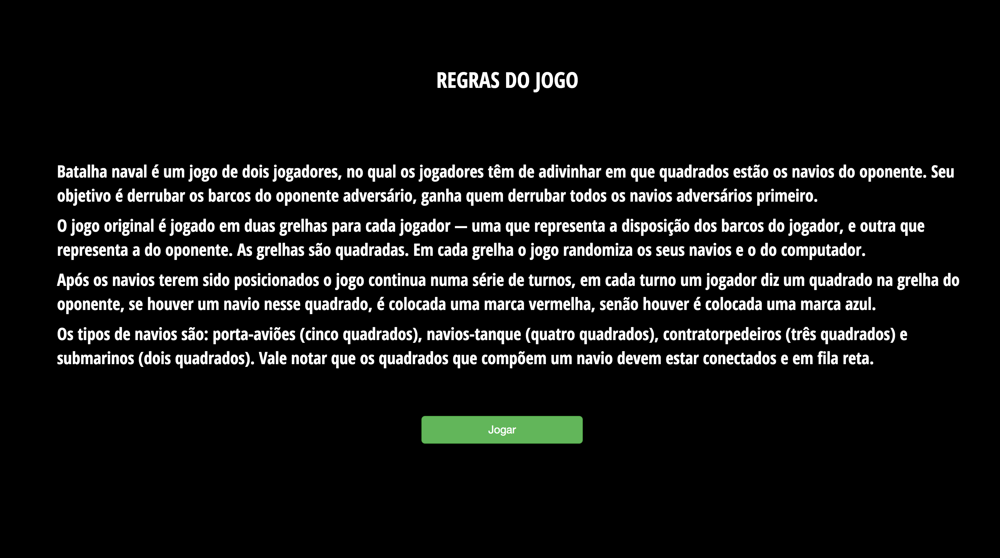 REGRAS DO JOGO
Batalha naval é um jogo de dois jogadores, no qual os jogadores têm de adivinhar em que quadrados estão os navios do oponente. Seu
objetivo é derrubar os barcos do oponente adversário, ganha quem derrubar todos os navios adversários primeiro.
O jogo original é jogado em duas grelhas para cada jogador — uma que representa a disposição dos barcos do jogador, e outra que
representa a do oponente. As grelhas são quadradas. Em cada grelha o jogo randomiza os seus navios e o do computador.
Após os navios terem sido posicionados o jogo continua numa série de turnos, em cada turno um jogador diz um quadrado na grelha do
oponente, se houver um navio nesse quadrado, é colocada uma marca vermelha, senão houver é colocada uma marca azul.
Os tipos de navios são: porta-aviões (cinco quadrados), navios-tanque (quatro quadrados), contratorpedeiros (três quadrados) e
submarinos (dois quadrados). Vale notar que os quadrados que compõem um navio devem estar conectados e em fila reta.
Jogar